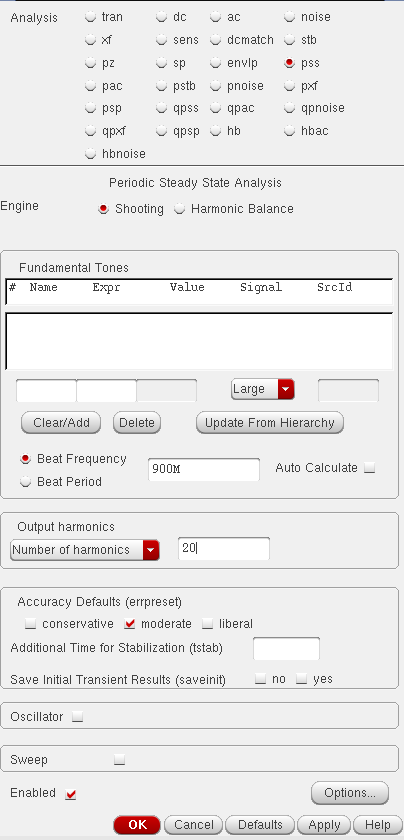 Analysis tran dc ac noise
xf sens dcmatch stb
pz sp envlp pss
pac pstb pnoise pxf
psp qpss qpac qpnoise
qpxf qpsp hb hbac
hbnoise
Periodic Steady State Analysis
Engine Shooting Harmonic Balance
Fundamental Tones
# Name Expr Value Signal SrcId
Large
Clear/Add Delete Update From Hierarchy
Beat Frequency
900M Auto Calculate
Beat Period
Output harmonics
Number of harmonics 20
Accuracy Defaults (errpreset)
conservative moderate liberal
Additional Time for Stabilization (tstab)
Save Initial Transient Results (saveinit) no yes
Oscillator
Sweep
Enabled Options...
OK Cancel Defaults Apply Help